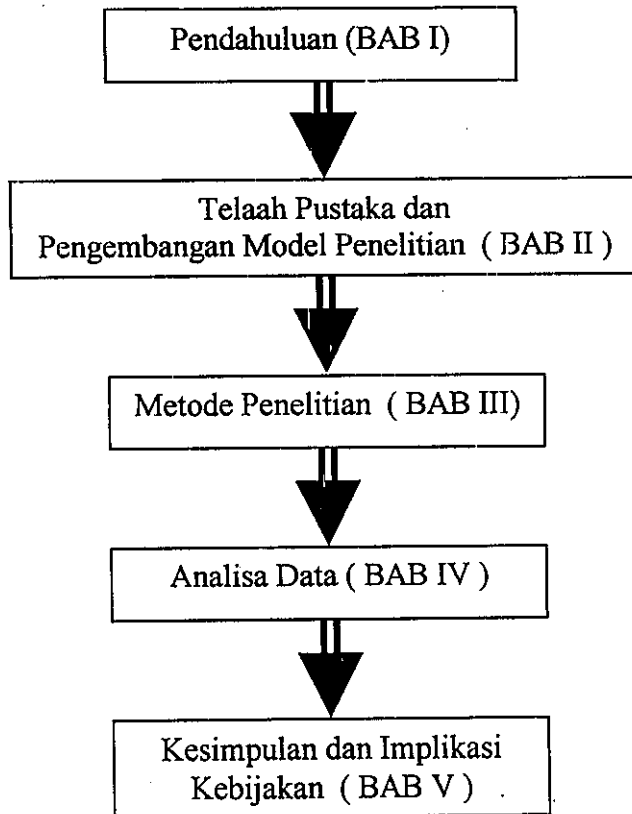 Pendahuluan (BAB I)
Telaah Pustaka dan
Pengembangan Model Penelitian ( BAB II )
Metode Penelitian ( BAB III)
Analisa Data ( BAB IV )
Kesimpulan dan Implikasi
Kebijakan ( BAB V )